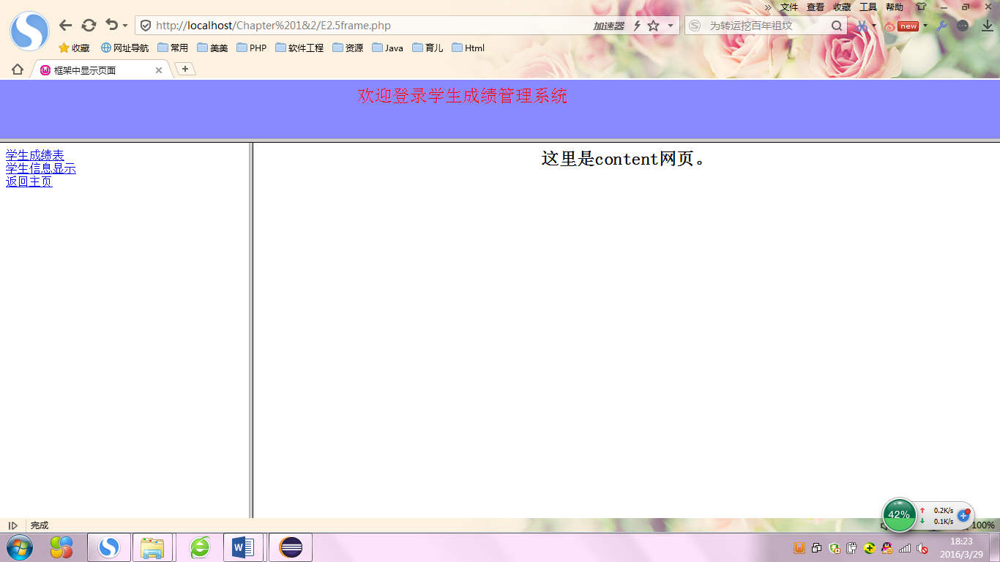 » 文件 查看 收藏 工具 帮助
http://localhost/Chapter%201&2/E2.5frame.php 加速器 为转运挖百年祖坟 new
收藏 网址导航 常用 美美 PHP 软件工程 资源 Java 育儿 Html
框架中显示页面
欢迎登录学生成绩管理系统
学生成绩表
学生信息显示
返回主页
这里是content网页。
42% 0.2K/s
0.1K/s
完成 100%
18:23
2016/3/29